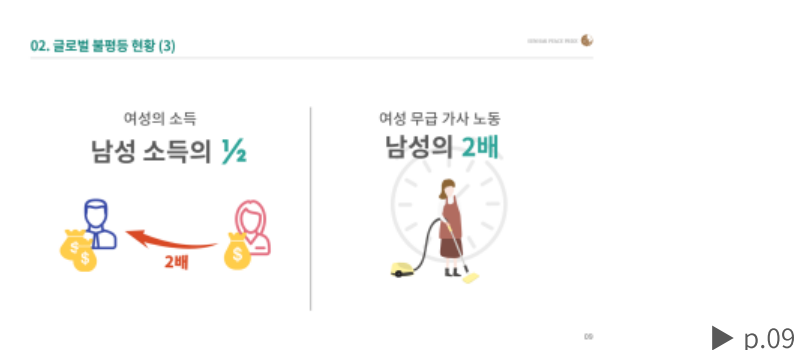 02. 글로벌 불평등 현황 (3)
여성의 소득
남성 소득의 ½
$
$
$
2배
여성 무급 가사 노동
남성의 2배
09
▶ p.09